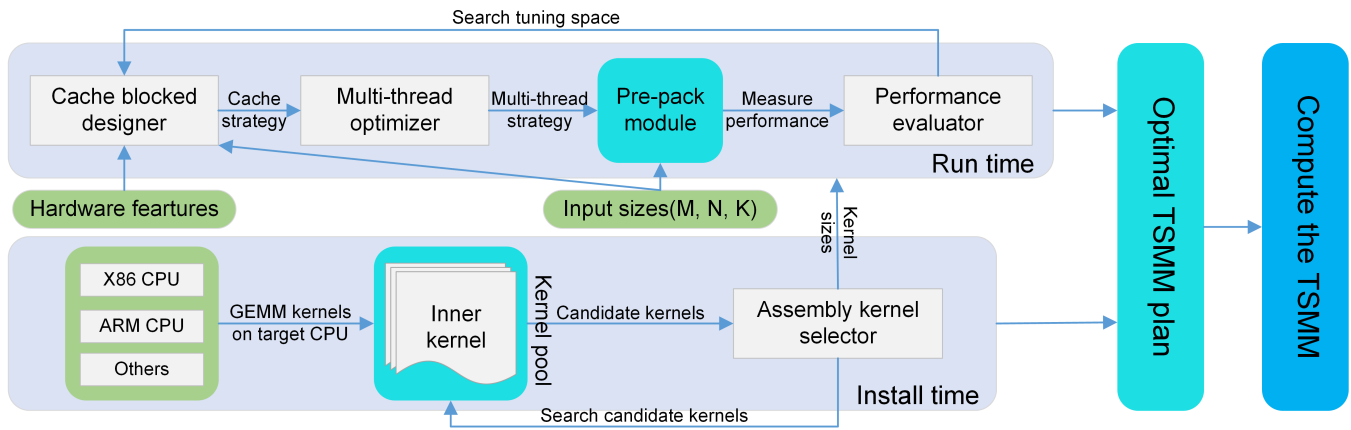 Search tuning space
Cache blocked
designer
Cache
strategy
Multi-thread
optimizer
Multi-thread
strategy
Pre-pack
module
Measure
performance
Performance
evaluator
Run time
Hardware feartures
Input sizes(M, N, K)
Kernel
sizes
X86 CPU
ARM CPU
Others
GEMM kernels
on target CPU
Inner
kernel
Kernel pool
Candidate kernels
Assembly kernel
selector
Install time
Search candidate kernels
Optimal TSMM plan
Compute the TSMM